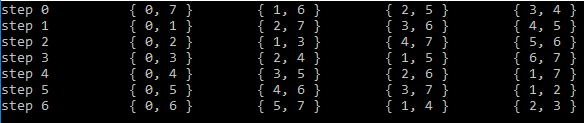 step 0 { 0, 7 } { 1, 6 } { 2, 5 } { 3, 4 }
step 1 { 0, 1 } { 2, 7 } { 3, 6 } { 4, 5 }
step 2 { 0, 2 } { 1, 3 } { 4, 7 } { 5, 6 }
step 3 { 0, 3 } { 2, 4 } { 1, 5 } { 6, 7 }
step 4 { 0, 4 } { 3, 5 } { 2, 6 } { 1, 7 }
step 5 { 0, 5 } { 4, 6 } { 3, 7 } { 1, 2 }
step 6 { 0, 6 } { 5, 7 } { 1, 4 } { 2, 3 }